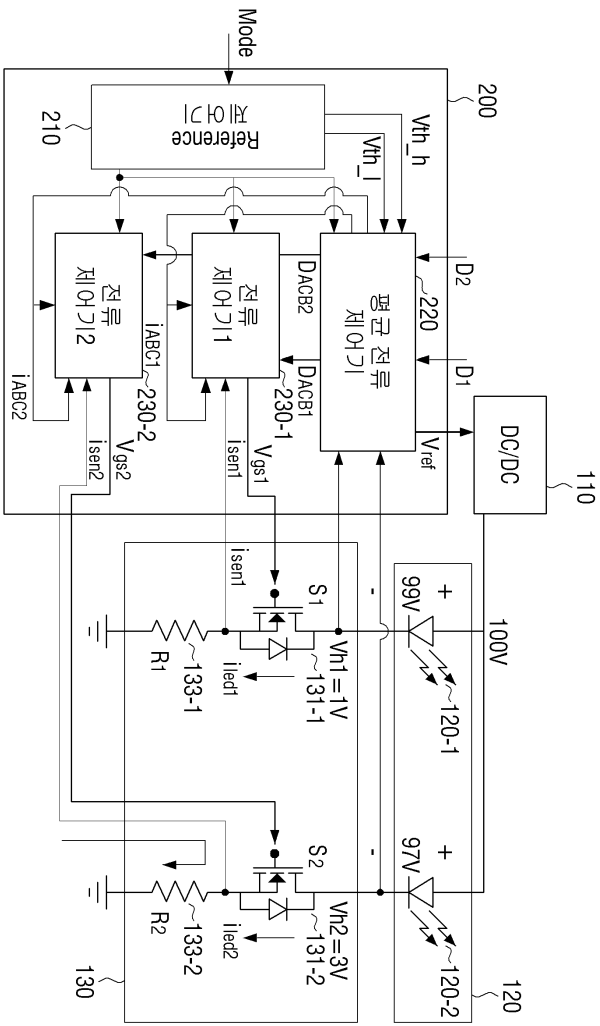 110
DC/DC
100V
120
+
99V
-
120-1
+
97V
-
120-2
200
D2
D1
Vref
Vth_h
Vth_l
220
평균 전류
제어기
Mode
Reference
제어기
210
DACB2
DACB1
전류
제어기1
230-1
Vgs1
isen1
isen1
iABC1
전류
제어기2
230-2
Vgs2
isen2
iABC2
S1
Vh1=1V
131-1
iled1
133-1
R1
S2
Vh2=3V
131-2
iled2
133-2
R2
130